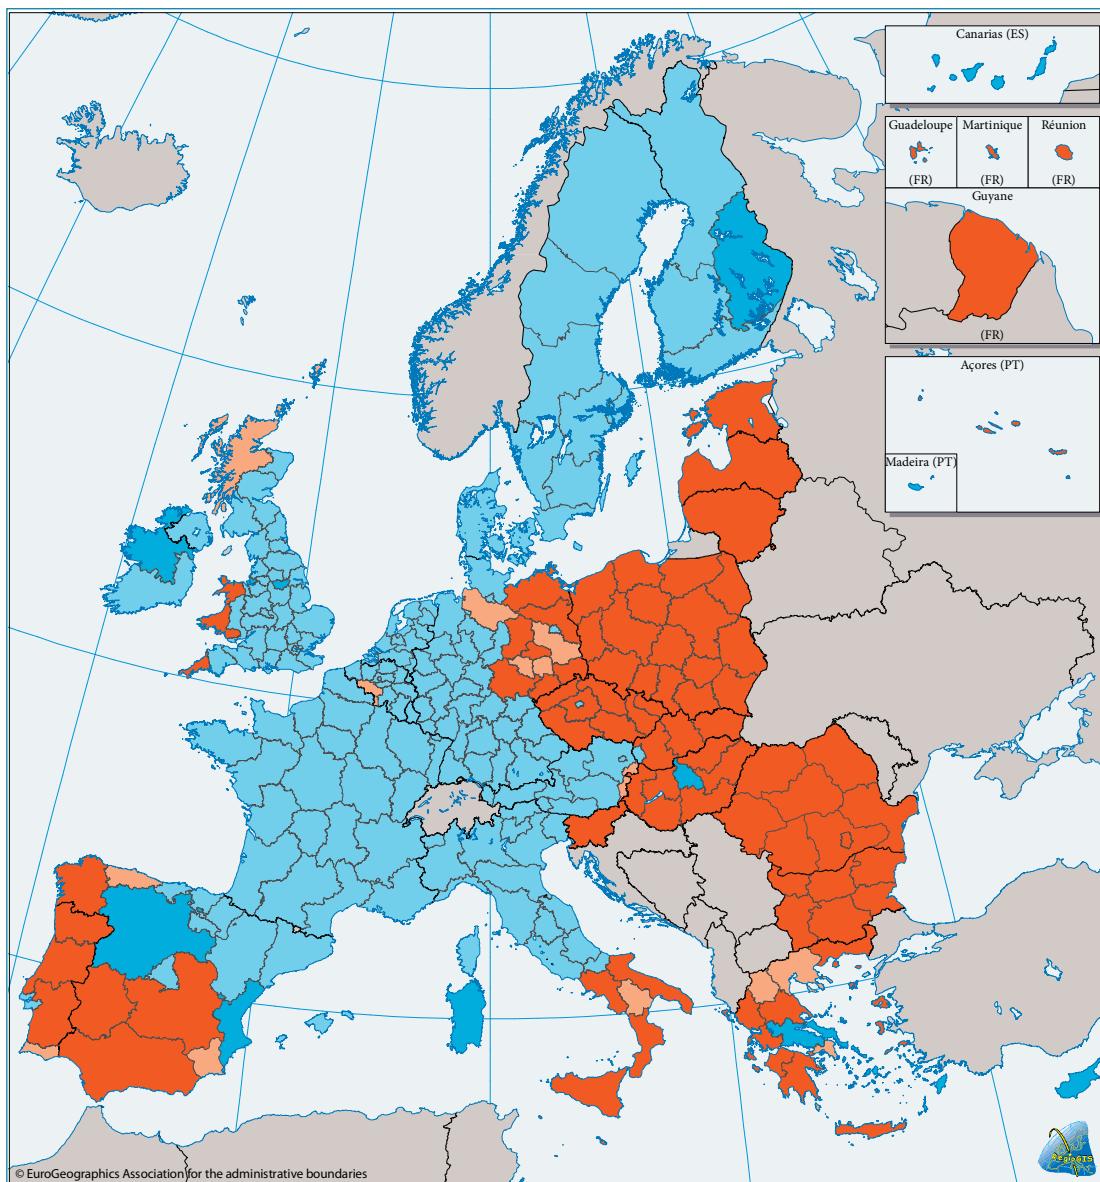 Canarias (ES)
Guadeloupe
Martinique
Réunion
(FR)
(FR)
(FR)
Guyane
(FR)
Açores (PT)
Madeira (PT)
RegioGIS
© EuroGeographics Association for the administrative boundaries